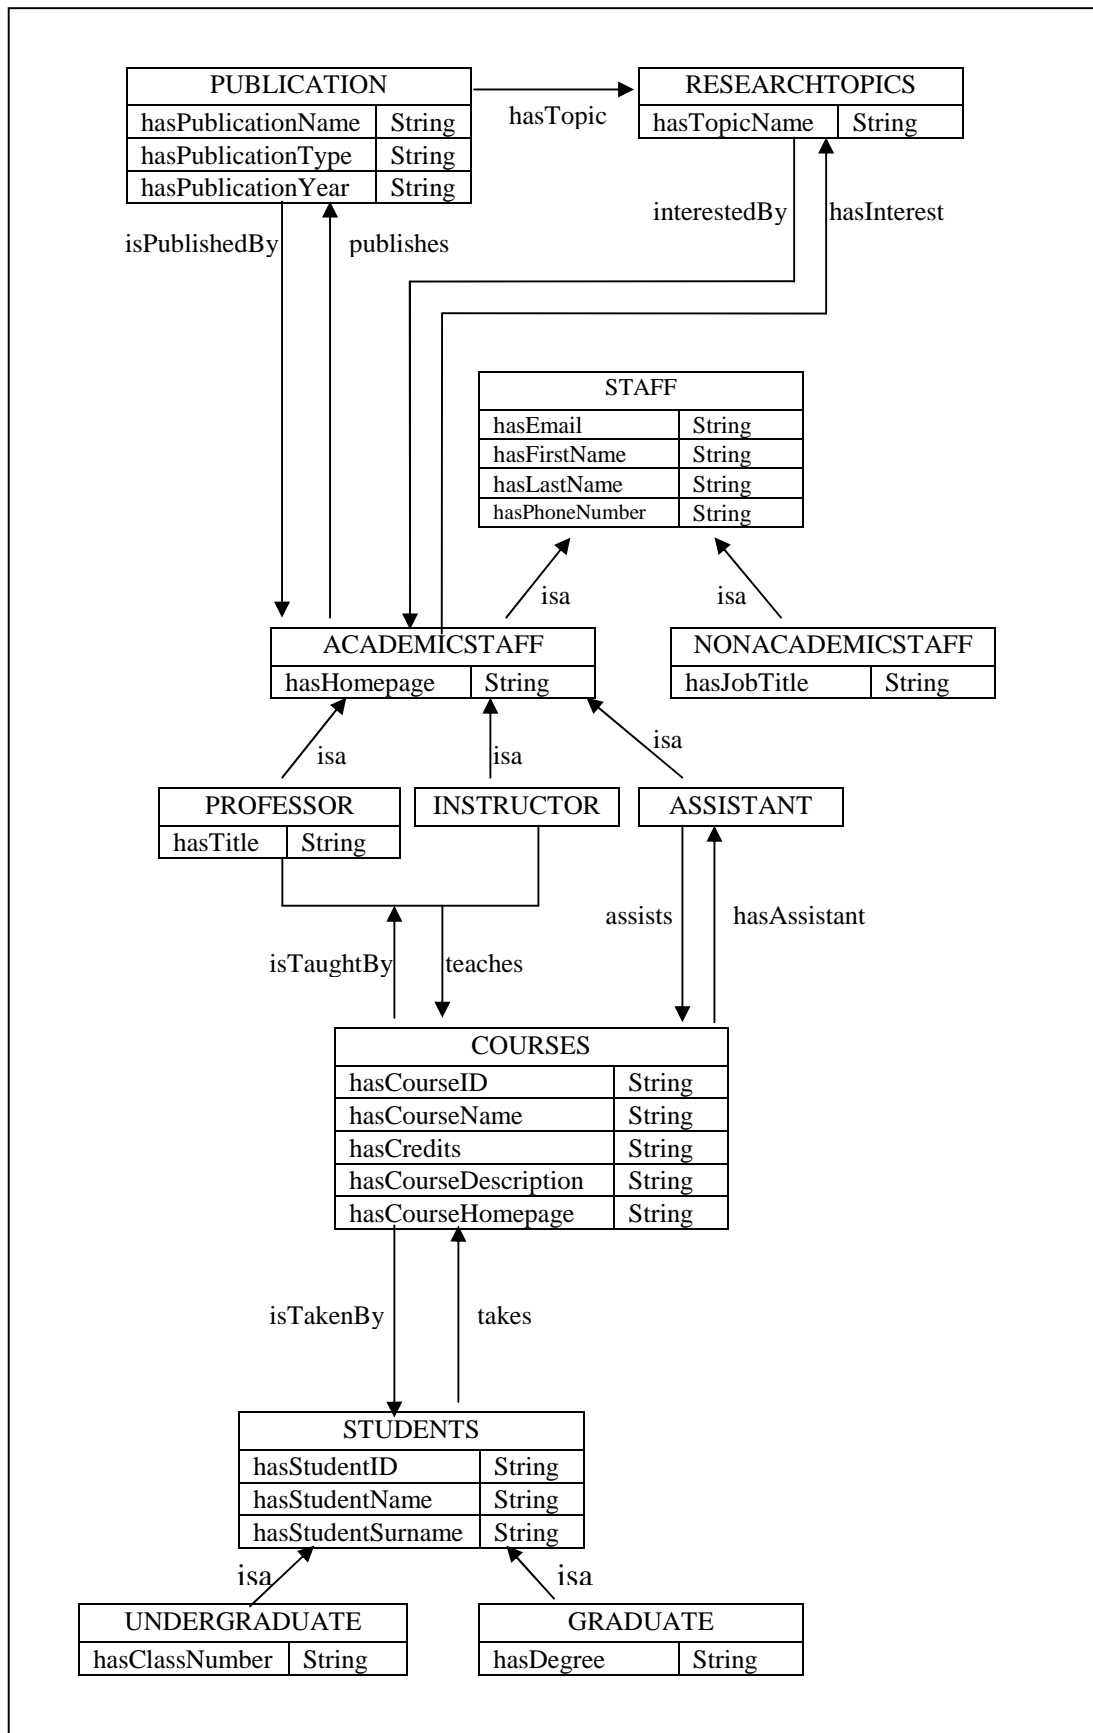 PUBLICATION
hasPublicationName String
hasPublicationType String
hasPublicationYear String
hasTopic
RESEARCHTOPICS
hasTopicName String
isPublishedBy publishes
interestedBy hasInterest
STAFF
hasEmail String
hasFirstName String
hasLastName String
hasPhoneNumber String
isa isa
ACADEMICSTAFF
hasHomepage String
NONACADEMICSTAFF
hasJobTitle String
isa isa isa
PROFESSOR
hasTitle String
INSTRUCTOR
ASSISTANT
assists hasAssistant
isTaughtBy teaches
COURSES
hasCourseID String
hasCourseName String
hasCredits String
hasCourseDescription String
hasCourseHomepage String
isTakenBy takes
STUDENTS
hasStudentID String
hasStudentName String
hasStudentSurname String
isa isa
UNDERGRADUATE
hasClassNumber String
GRADUATE
hasDegree String